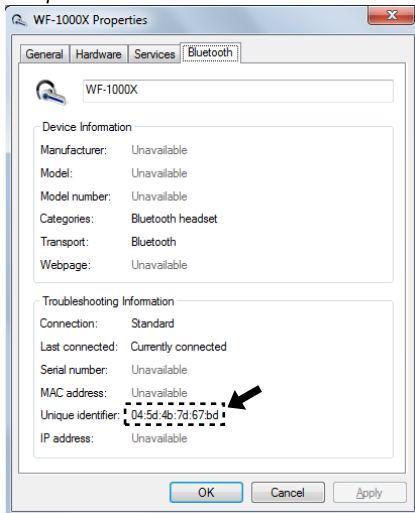 WF-1000X Properties
General Hardware Services Bluetooth
WF-1000X
Device Information
Manufacturer: Unavailable
Model: Unavailable
Model number: Unavailable
Categories: Bluetooth headset
Transport: Bluetooth
Webpage: Unavailable
Troubleshooting Information
Connection: Standard
Last connected: Currently connected
Serial number: Unavailable
MAC address: Unavailable
Unique identifier: 04:5d:4b:7d:67:bd
IP address: Unavailable
OK Cancel Apply